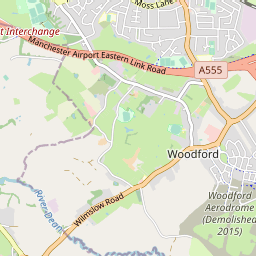 Moss Lane
t Interchange
Manchester Airport Eastern Link Road
A555
Woodford
Woodford
Aerodrome
(Demolished
2015)
River Dean
Wilmslow Road